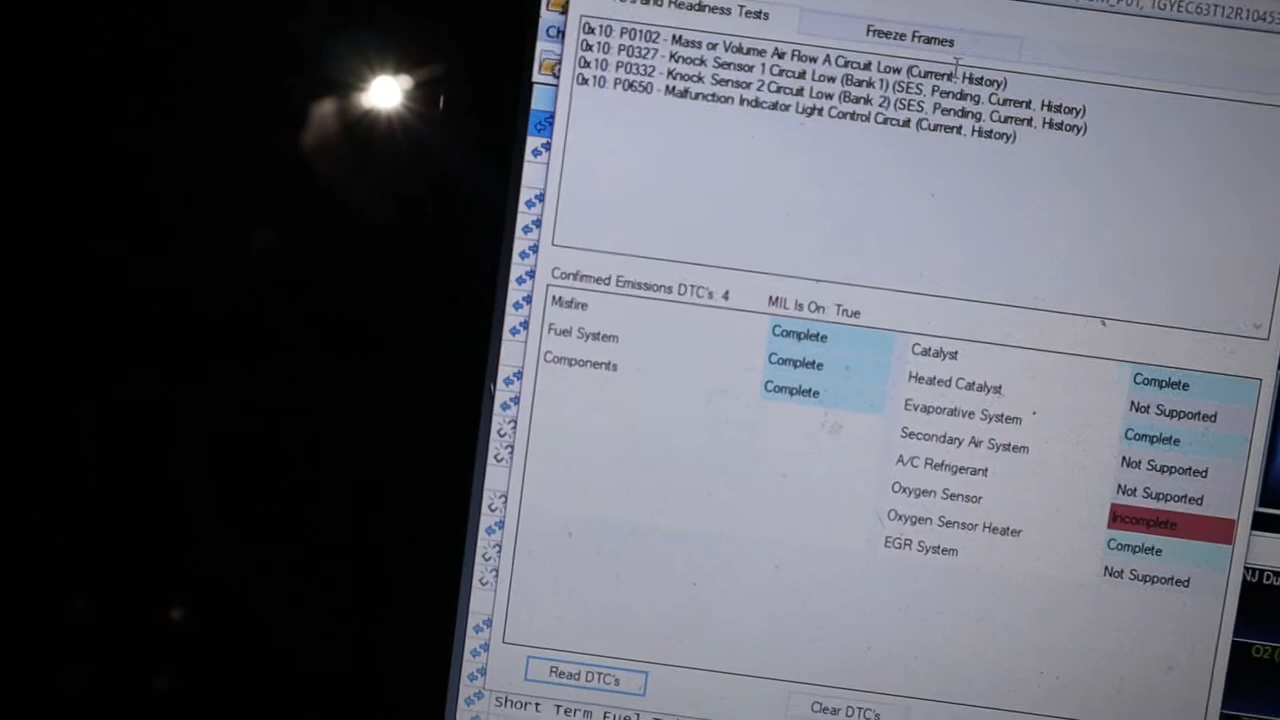 and Readiness Tests
Freeze Frames
0x10: P0102 - Mass or Volume Air Flow A Circuit Low (Current, History)
0x10: P0327 - Knock Sensor 1 Circuit Low (Bank 1) (SES, Pending, Current, History)
0x10: P0332 - Knock Sensor 2 Circuit Low (Bank 2) (SES, Pending, Current, History)
0x10: P0650 - Malfunction Indicator Light Control Circuit (Current, History)
Confirmed Emissions DTC's: 4 MIL Is On: True
Misfire Complete
Fuel System Complete
Components Complete
Catalyst Complete
Heated Catalyst Not Supported
Evaporative System Complete
Secondary Air System Not Supported
A/C Refrigerant Not Supported
Oxygen Sensor Incomplete
Oxygen Sensor Heater Complete
EGR System Not Supported
Read DTC's
Clear DTC's
Short Term Fuel
O2